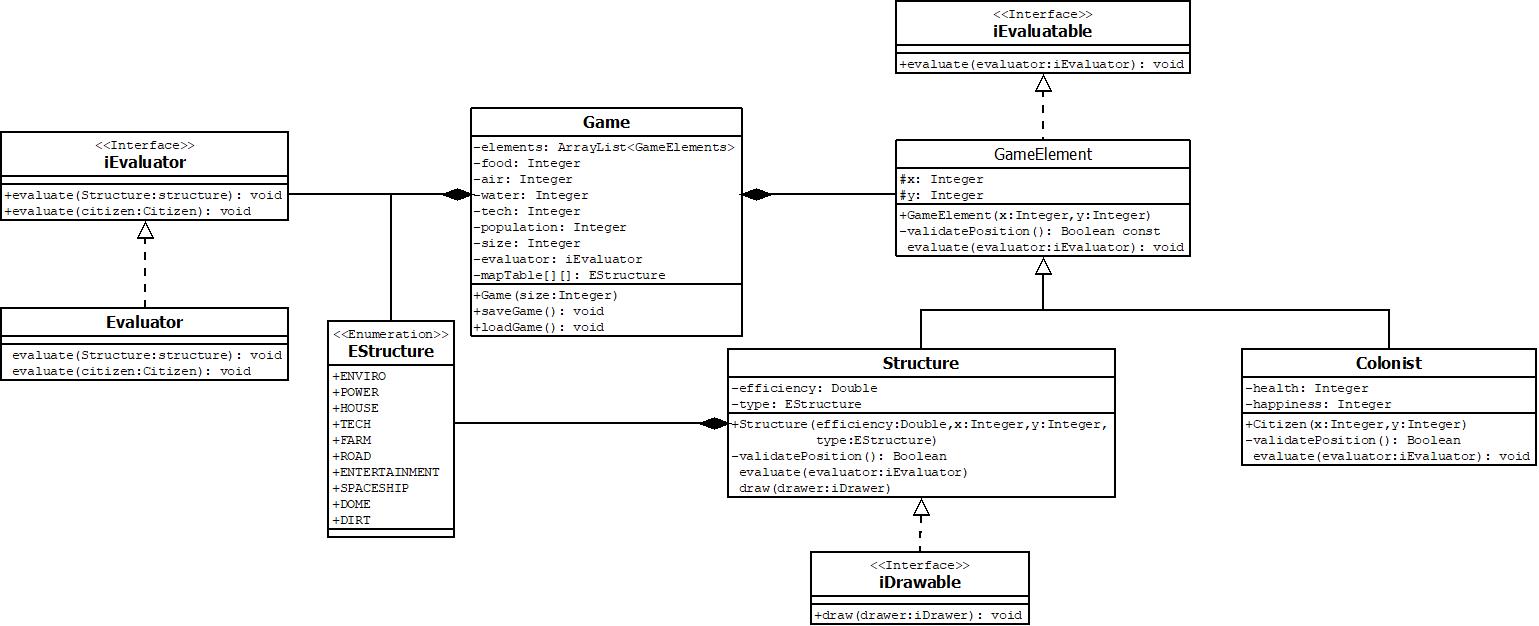 <<Interface>>
iEvaluatable
+evaluate(evaluator:iEvaluator): void
Game
-elements: ArrayList<GameElements>
-food: Integer
-air: Integer
-water: Integer
-tech: Integer
-population: Integer
-size: Integer
-evaluator: iEvaluator
-mapTable[][]: EStructure
+Game(size:Integer)
+saveGame(): void
+loadGame(): void
<<Interface>>
iEvaluator
+evaluate(Structure:structure): void
+evaluate(citizen:Citizen): void
GameElement
#x: Integer
#y: Integer
+GameElement(x:Integer,y:Integer)
-validatePosition(): Boolean const
evaluate(evaluator:iEvaluator): void
Evaluator
evaluate(Structure:structure): void
evaluate(citizen:Citizen): void
<<Enumeration>>
EStructure
+ENVIRO
+POWER
+HOUSE
+TECH
+FARM
+ROAD
+ENTERTAINMENT
+SPACESHIP
+DOME
+DIRT
Structure
-efficiency: Double
-type: EStructure
+Structure(efficiency:Double,x:Integer,y:Integer,
type:EStructure)
-validatePosition(): Boolean
evaluate(evaluator:iEvaluator)
draw(drawer:iDrawer)
Colonist
-health: Integer
-happiness: Integer
+Citizen(x:Integer,y:Integer)
-validatePosition(): Boolean
evaluate(evaluator:iEvaluator): void
<<Interface>>
iDrawable
+draw(drawer:iDrawer): void